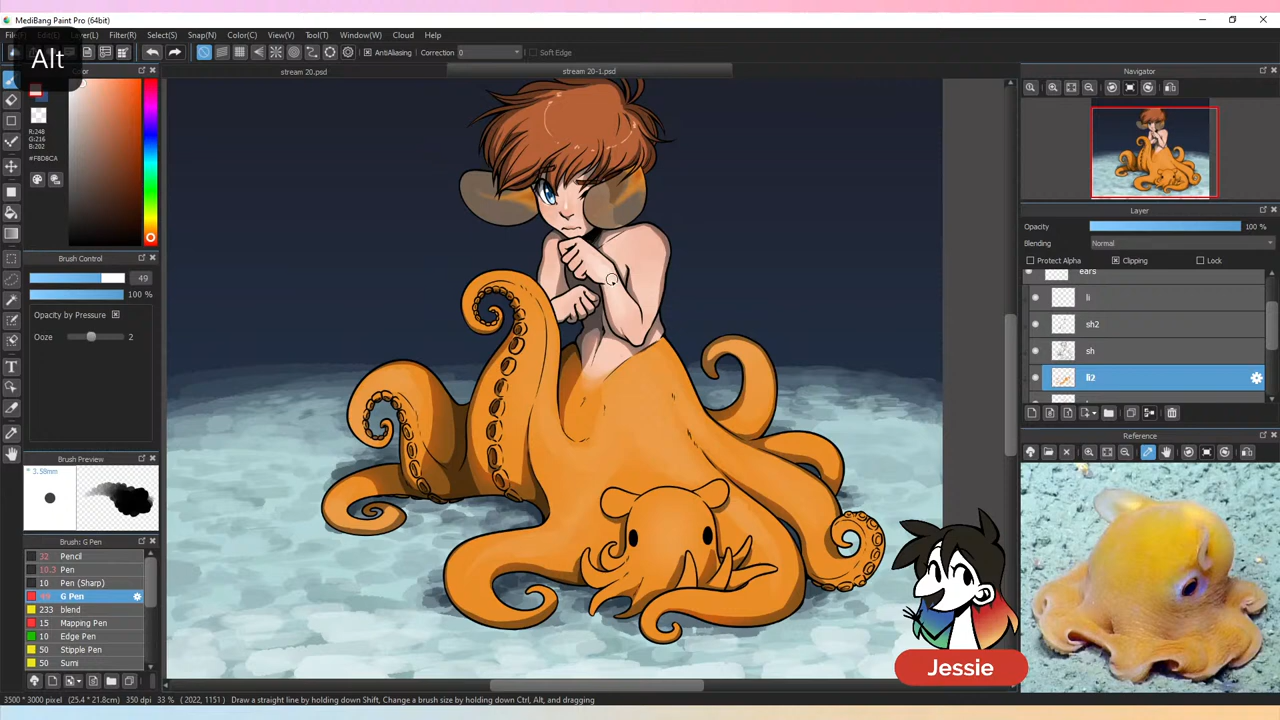 MediBang Paint Pro (64bit)
Alt
Layer(L) Filter(R) Select(S) Snap(N) Color(C) View(V) Tool(T) Window(W) Cloud Help
AntiAliasing Correction 0 Soft Edge
Color
stream 20.psd
stream 20-1.psd
R:248
G:216
B:202
#F8D8CA
Brush Control
49
100 %
Opacity by Pressure
Ooze 2
Brush Preview
* 3.58mm
Brush: G Pen
32 Pencil
10.3 Pen
10 Pen (Sharp)
G Pen
233 blend
15 Mapping Pen
10 Edge Pen
50 Stipple Pen
50 Sumi
Navigator
Layer
Opacity 100 %
Blending Normal
Protect Alpha Clipping Lock
ears
li
sh2
sh
li2
Reference
Jessie
3500 * 3000 pixel (25.4 * 21.8cm) 350 dpi 33 % ( 2022, 1151 ) Draw a straight line by holding down Shift, Change a brush size by holding down Ctrl, Alt, and dragging